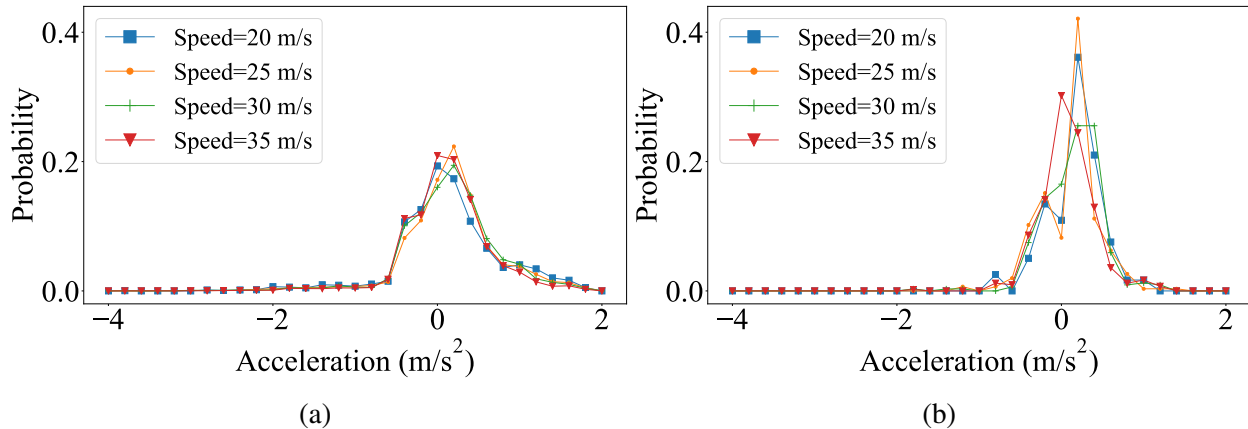 Probability
0.4
0.2
0.0
Speed=20 m/s
Speed=25 m/s
Speed=30 m/s
Speed=35 m/s
−4
−2
0
2
Acceleration (m/s²)
(a)
Probability
0.4
0.2
0.0
Speed=20 m/s
Speed=25 m/s
Speed=30 m/s
Speed=35 m/s
−4
−2
0
2
Acceleration (m/s²)
(b)